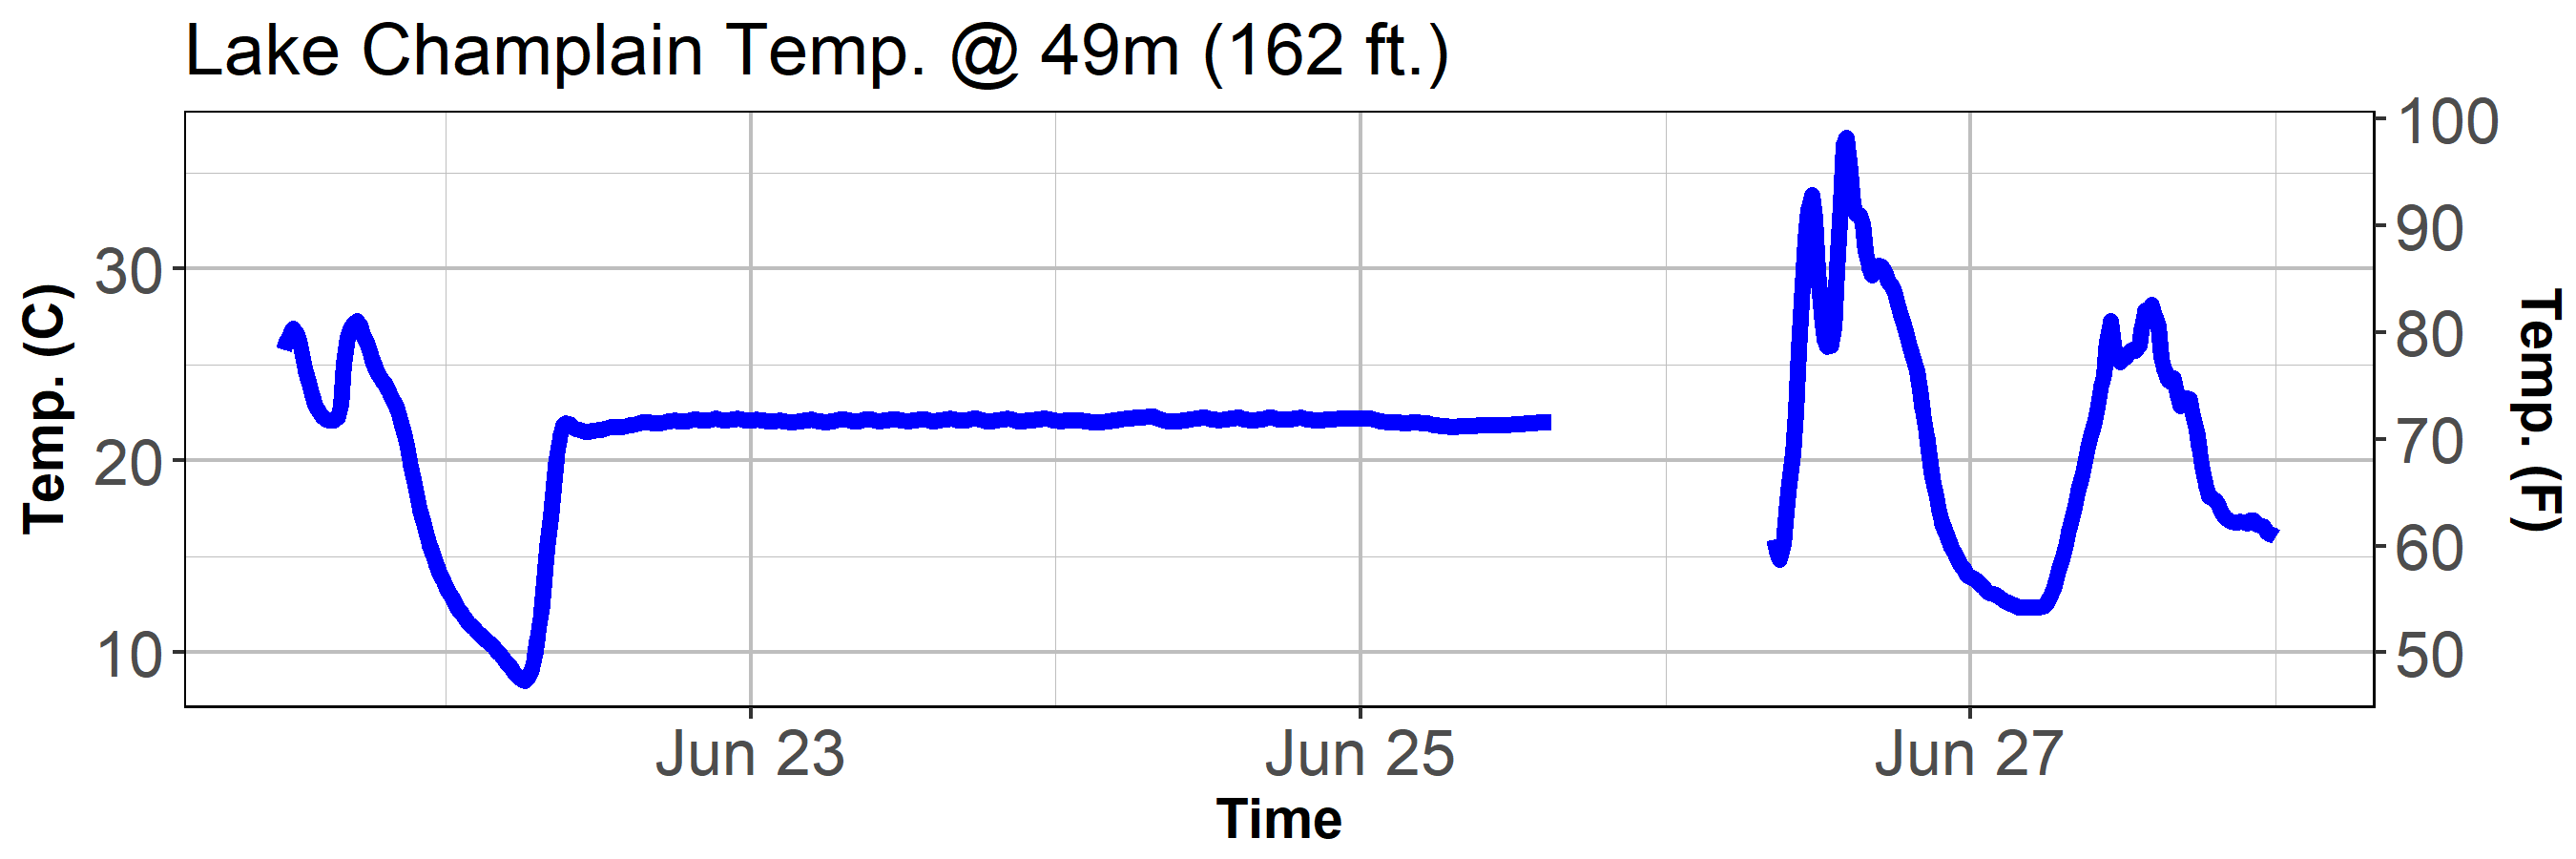 Lake Champlain Temp. @ 49m (162 ft.)
Temp. (C)
30
20
10
100
90
80
70
60
50
Temp. (F)
Jun 23 Jun 25 Jun 27
Time